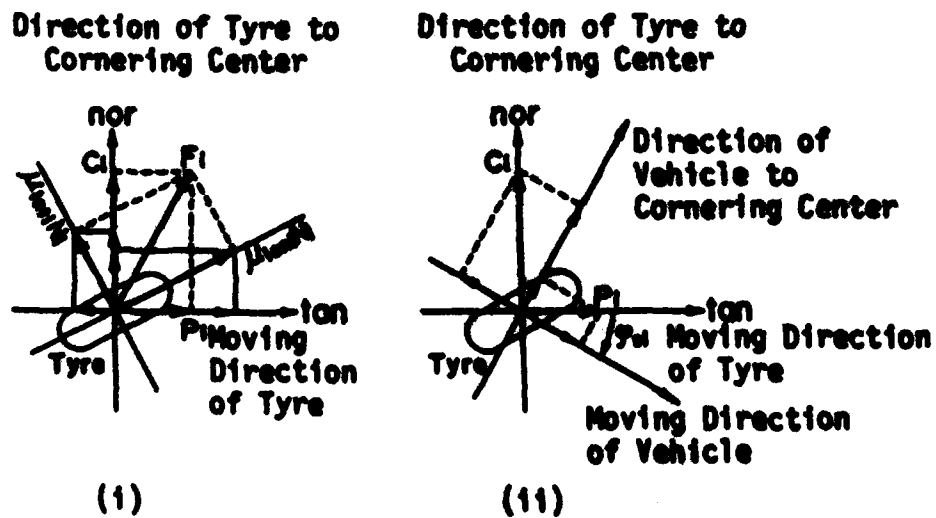 Direction of Tyre to
Cornering Center
nor
Ci
Fi
tan
Pi
Moving
Direction
of Tyre
Tyre
(i)
Direction of Tyre to
Cornering Center
nor
Ci
Direction of
Vehicle to
Cornering Center
Pi
tan
Moving Direction
of Tyre
Tyre
Moving Direction
of Vehicle
(ii)